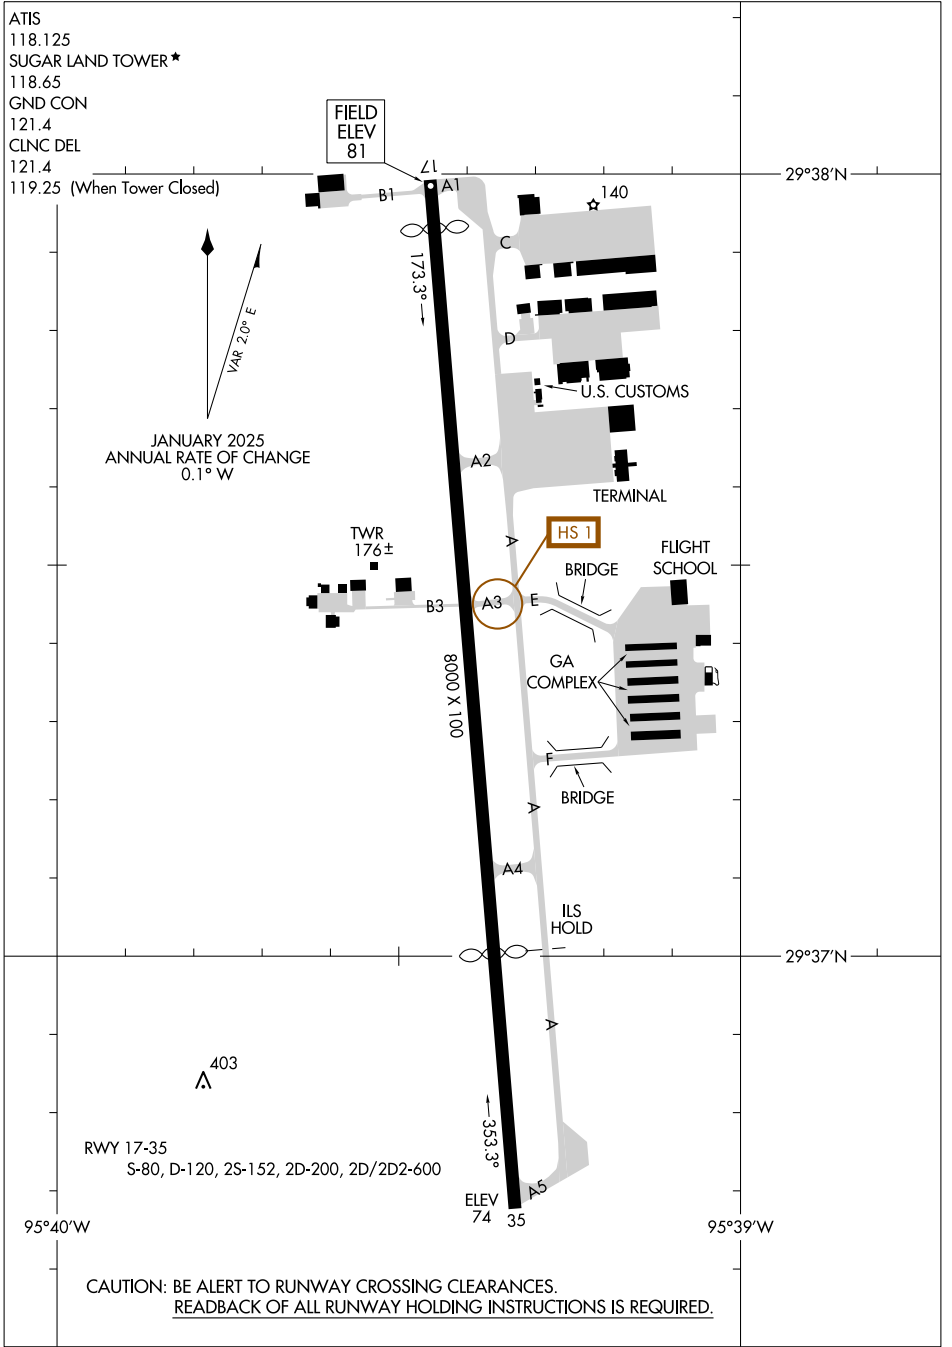 ATIS
118.125
SUGAR LAND TOWER ★
118.65
GND CON
121.4
CLNC DEL
121.4
119.25 (When Tower Closed)
FIELD
ELEV
81
17
A1
B1
140
29°38'N
C
173.3°
VAR 2.0° E
D
U.S. CUSTOMS
JANUARY 2025
ANNUAL RATE OF CHANGE
0.1° W
A2
TERMINAL
HS 1
TWR
176±
A
FLIGHT
SCHOOL
BRIDGE
B3
A3
E
8000 X 100
GA
COMPLEX
F
BRIDGE
A
A4
ILS
HOLD
29°37'N
A
403
353.3°
RWY 17-35
S-80, D-120, 2S-152, 2D-200, 2D/2D2-600
A5
ELEV
74
35
95°40'W
95°39'W
CAUTION: BE ALERT TO RUNWAY CROSSING CLEARANCES.
READBACK OF ALL RUNWAY HOLDING INSTRUCTIONS IS REQUIRED.